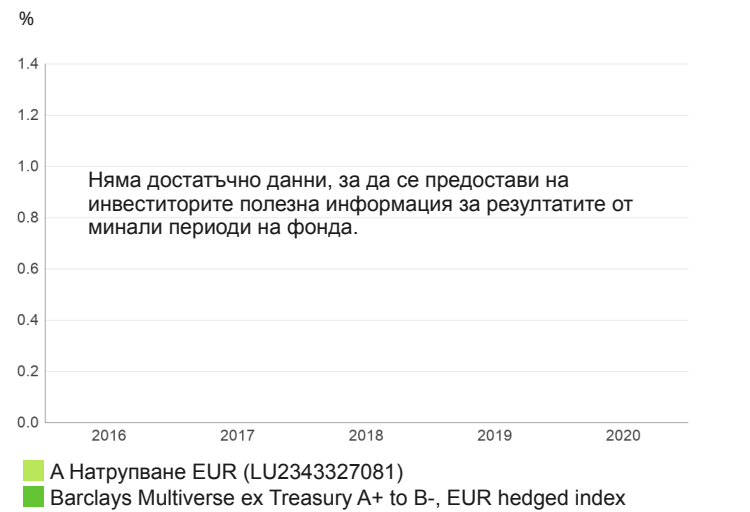 %
1.4
1.2
1.0
Няма достатъчно данни, за да се предостави на
инвеститорите полезна информация за резултатите от
минали периоди на фонда.
0.8
0.6
0.4
0.2
0.0
2016 2017 2018 2019 2020
А Натрупване EUR (LU2343327081)
Barclays Multiverse ex Treasury A+ to B-, EUR hedged index